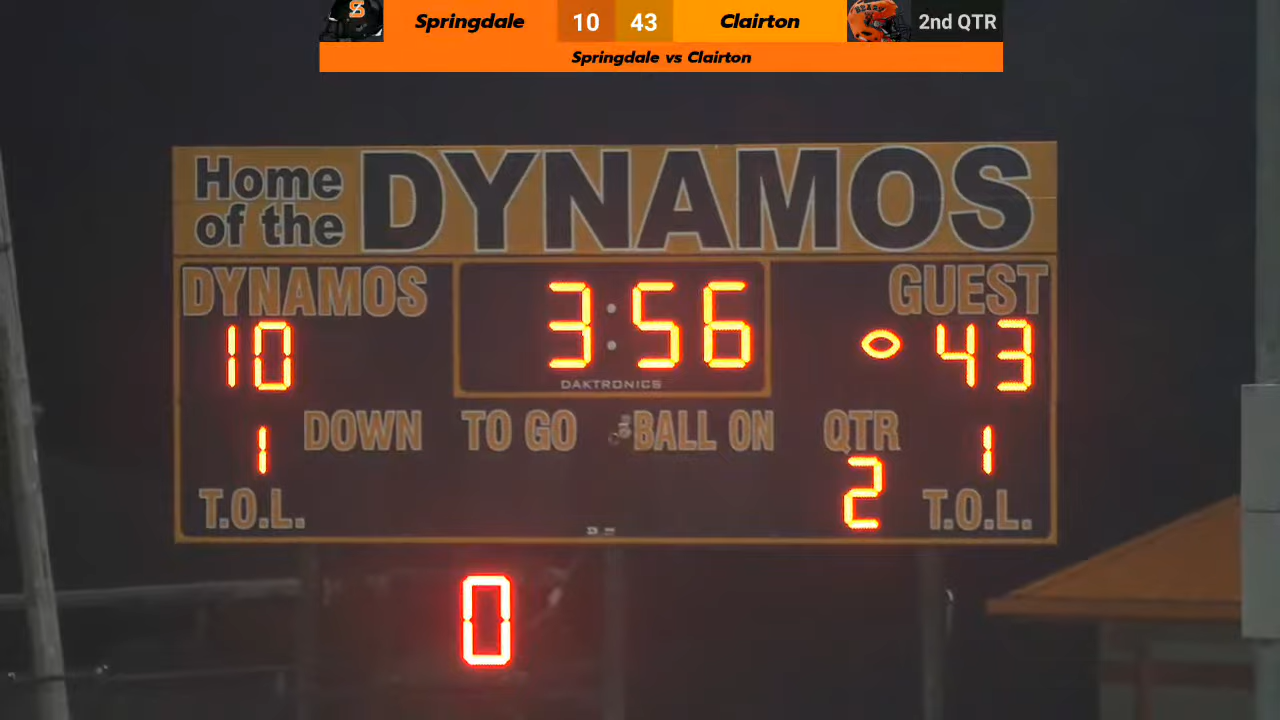 S
Springdale 10 43 Clairton 2nd QTR
Springdale vs Clairton
Home
of the
DYNAMOS
DYNAMOS 3:56 GUEST
10 43
DAKTRONICS
DOWN TO GO BALL ON QTR
1 2 1
T.O.L. T.O.L.
0